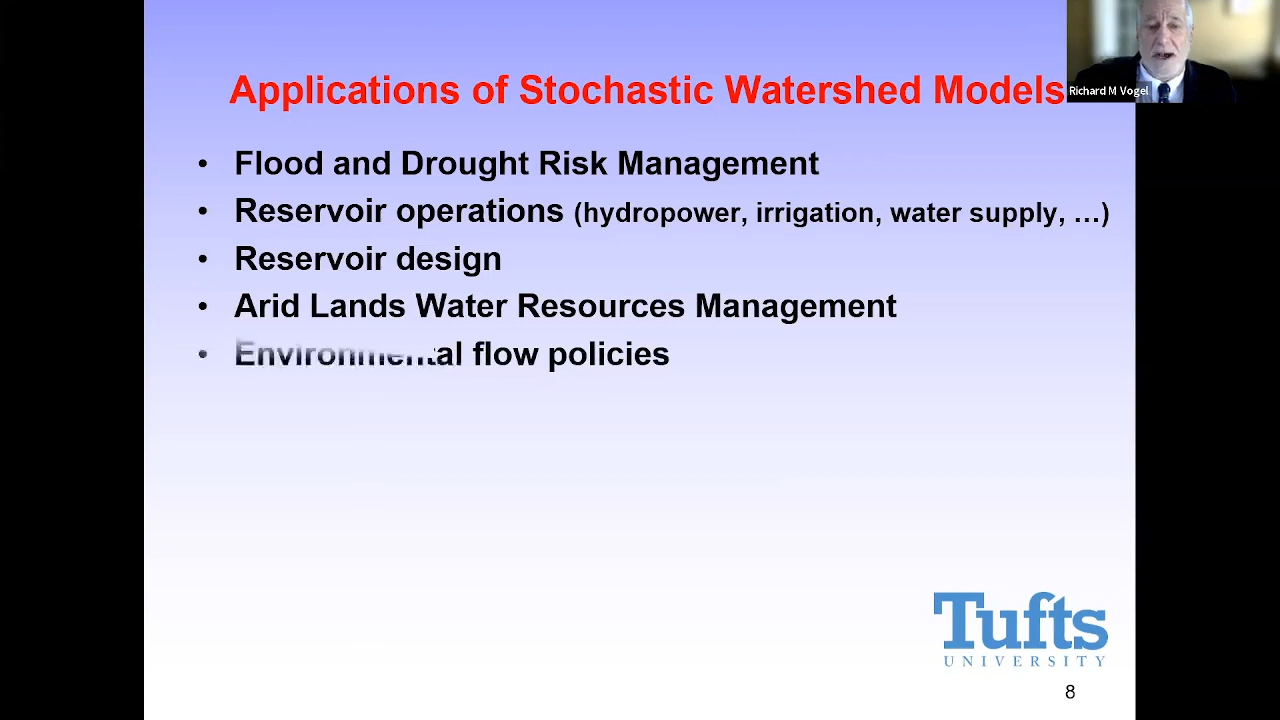 Applications of Stochastic Watershed Models
Richard M Vogel
• Flood and Drought Risk Management
• Reservoir operations (hydropower, irrigation, water supply, …)
• Reservoir design
• Arid Lands Water Resources Management
• Environmental flow policies
Tufts
UNIVERSITY
8